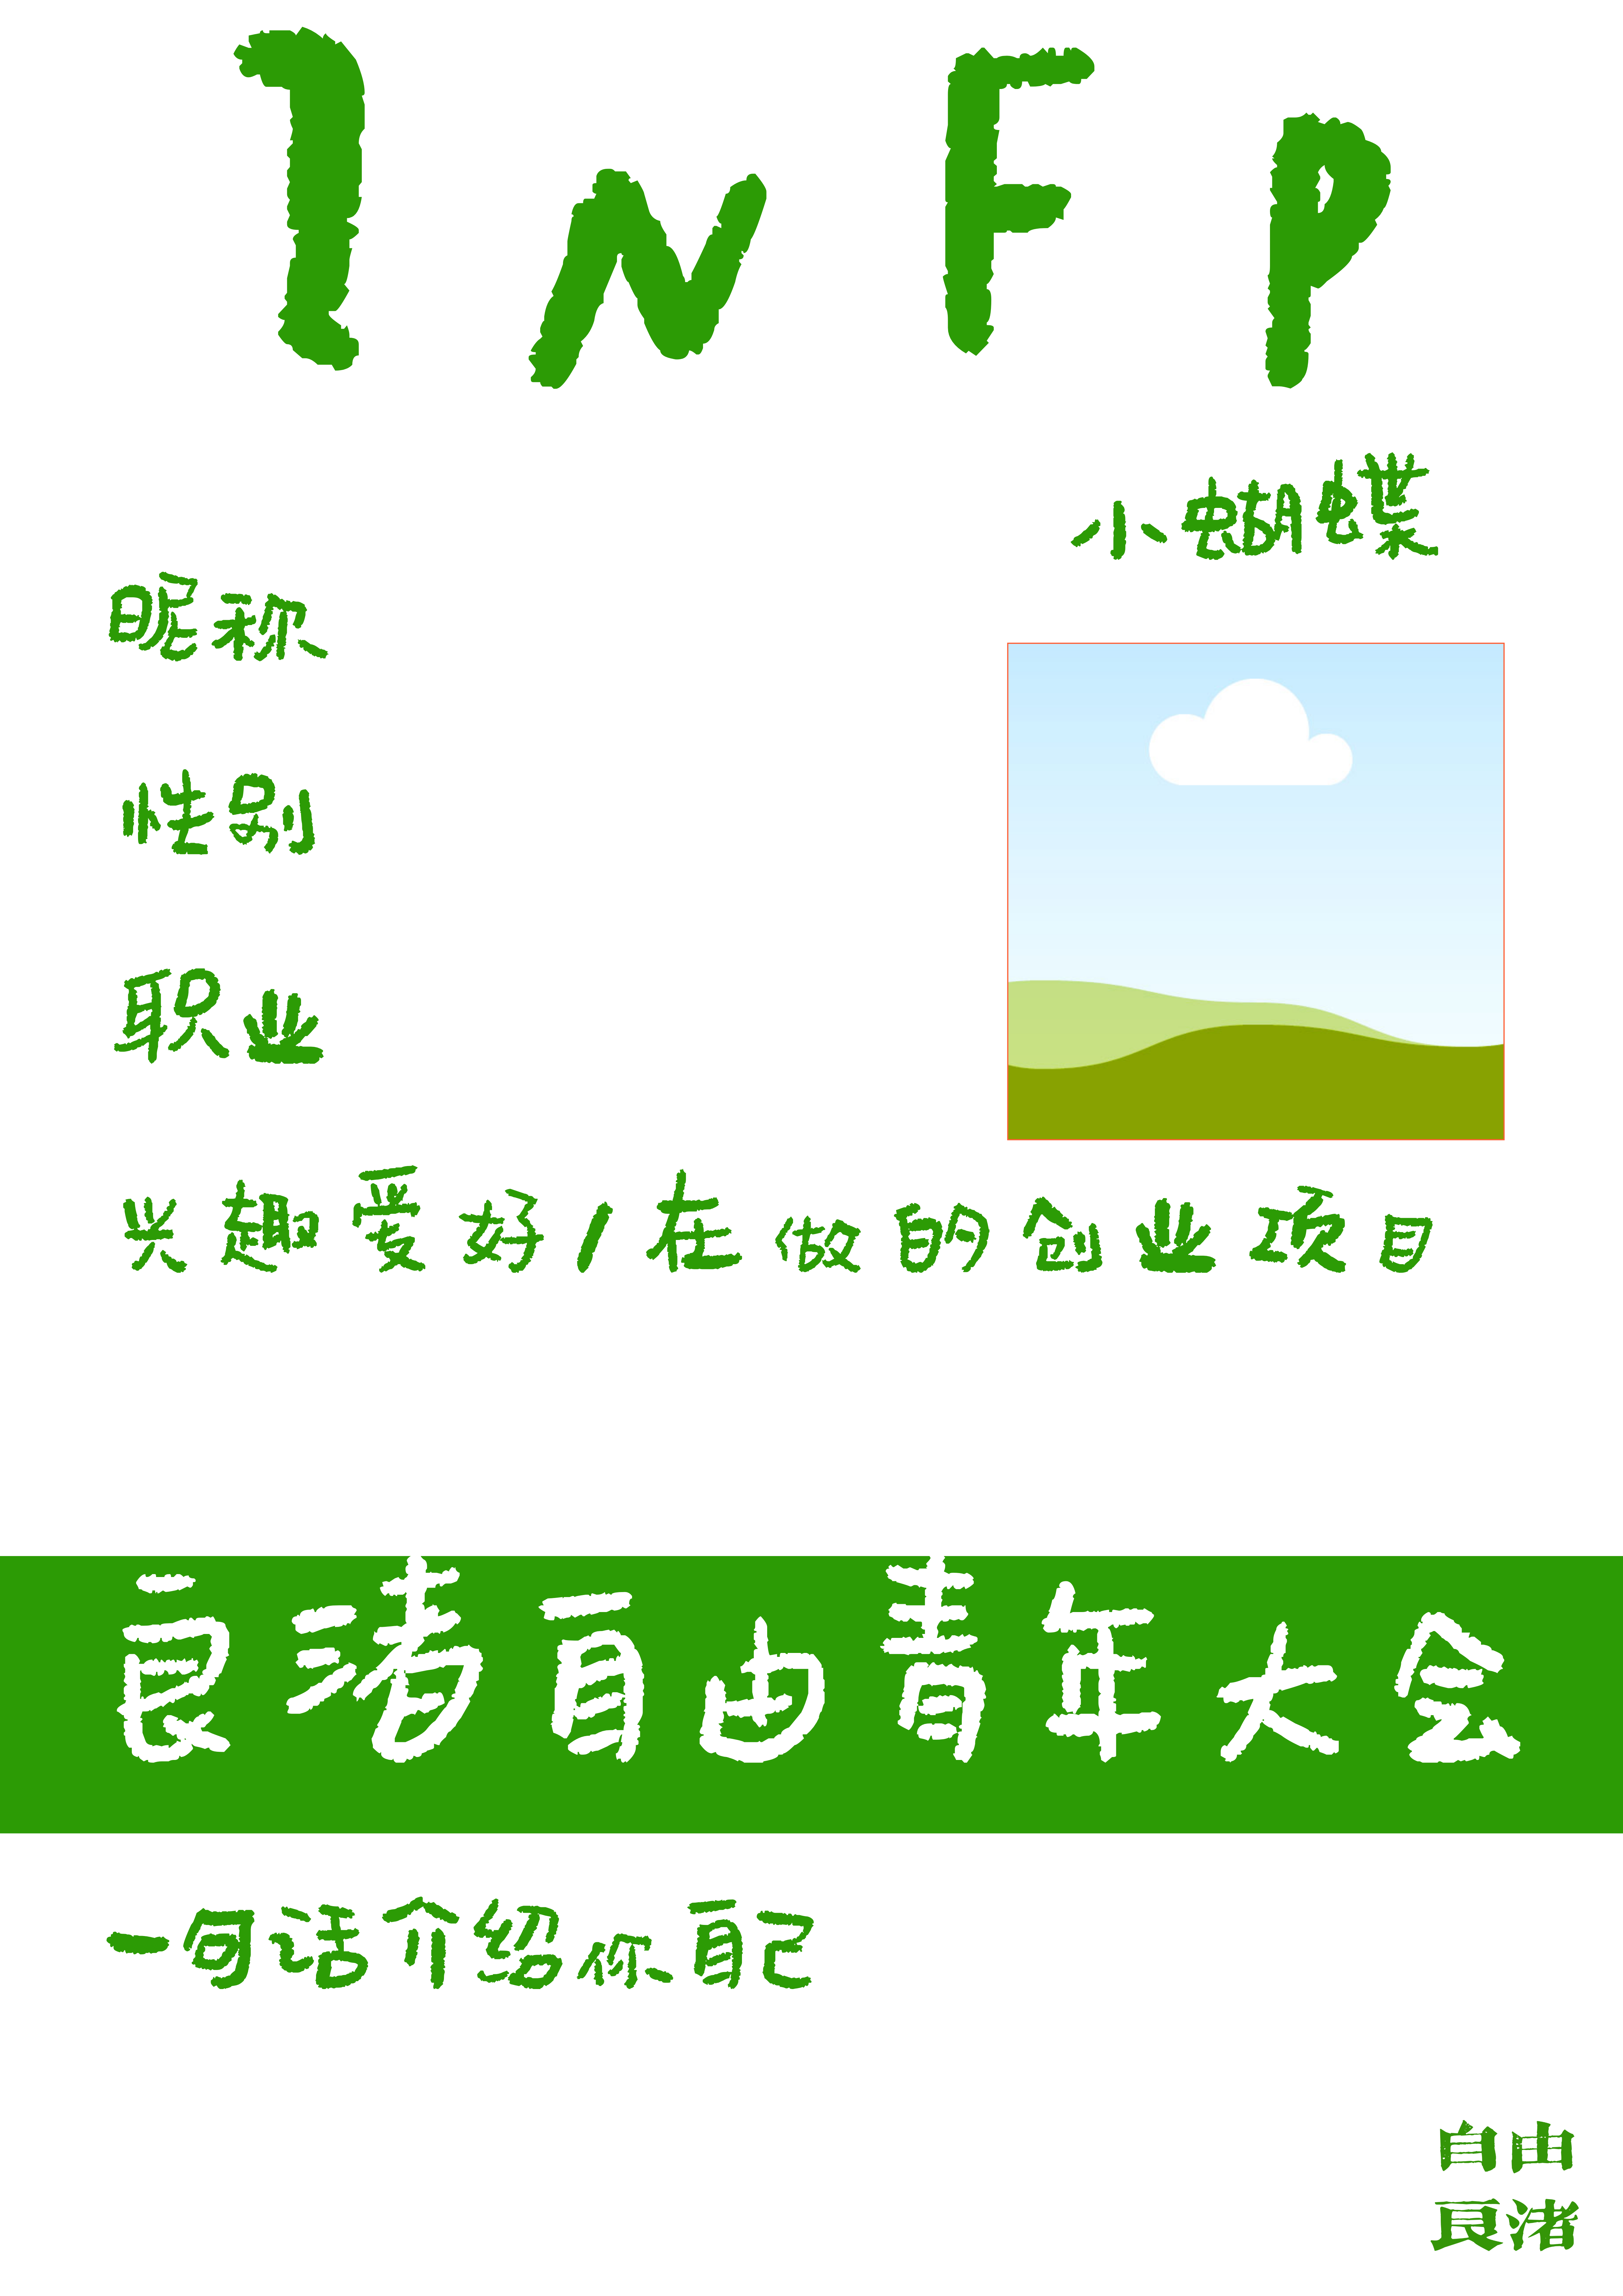 INFP
小蝴蝶
昵称
性别
职业
兴趣爱好/在做的创业项目
良渚自由青年大会
一句话介绍你自己
自由
良渚